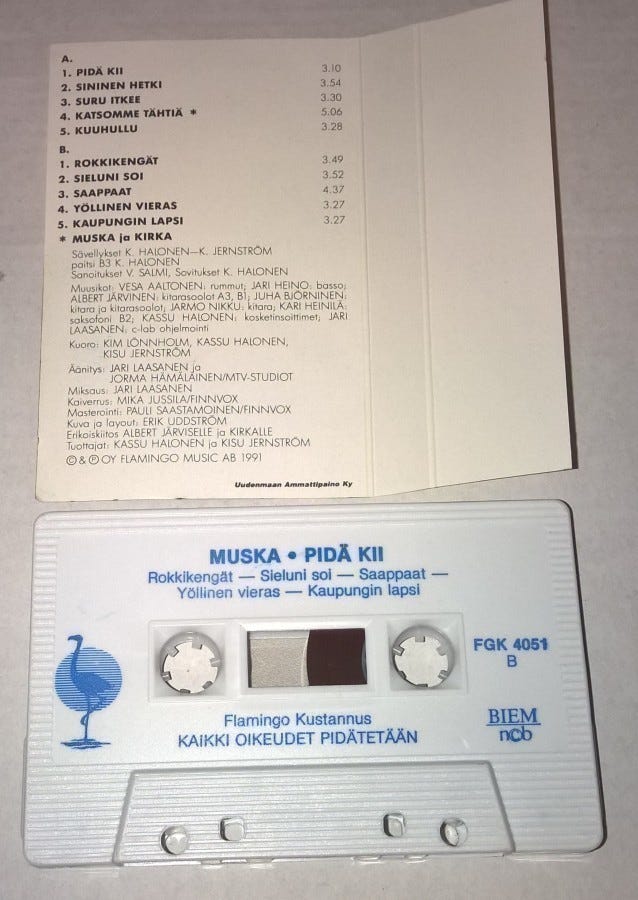 A.
1. PIDÄ KII 3.10
2. SININEN HETKI 3.54
3. SURU ITKEE 3.30
4. KATSOMME TÄHTIÄ * 5.06
5. KUUHULLU 3.28
B.
1. ROKKIKENGÄT 3.49
2. SIELUNI SOI 3.52
3. SAAPPAAT 4.37
4. YÖLLINEN VIERAS 3.27
5. KAUPUNGIN LAPSI 3.27
* MUSKA ja KIRKA
Sävellykset K. HALONEN—K. JERNSTRÖM
paitsi B3 K. HALONEN
Sanoitukset V. SALMI, Sovitukset K. HALONEN
Muusikot: VESA AALTONEN: rummut; JARI HEINO: basso;
ALBERT JÄRVINEN: kitarasoolot A3, B1; JUHA BJÖRNINEN:
kitara ja kitarasoolot; JARMO NIKKU: kitara; KARI HEINILÄ:
saksofoni B2; KASSU HALONEN: kosketinsoittimet; JARI
LAASANEN: c-lab ohjelmointi
Kuoro: KIM LÖNNHOLM, KASSU HALONEN,
KISU JERNSTRÖM
Äänitys: JARI LAASANEN ja
JORMA HÄMÄLÄINEN/MTV-STUDIOT
Miksaus: JARI LAASANEN
Kaiverrus: MIKA JUSSILA/FINNVOX
Masterointi: PAULI SAASTAMOINEN/FINNVOX
Kuva ja layout: ERIK UDDSTRÖM
Erikoiskiitos ALBERT JÄRVISELLE ja KIRKALLE
Tuottajat: KASSU HALONEN ja KISU JERNSTRÖM
© & ℗ OY FLAMINGO MUSIC AB 1991
Uudenmaan Ammattipaino Ky
MUSKA • PIDÄ KII
Rokkikengät — Sieluni soi — Saappaat —
Yöllinen vieras — Kaupungin lapsi
FGK 4051
B
Flamingo Kustannus
KAIKKI OIKEUDET PIDÄTETÄÄN
BIEM
ncb